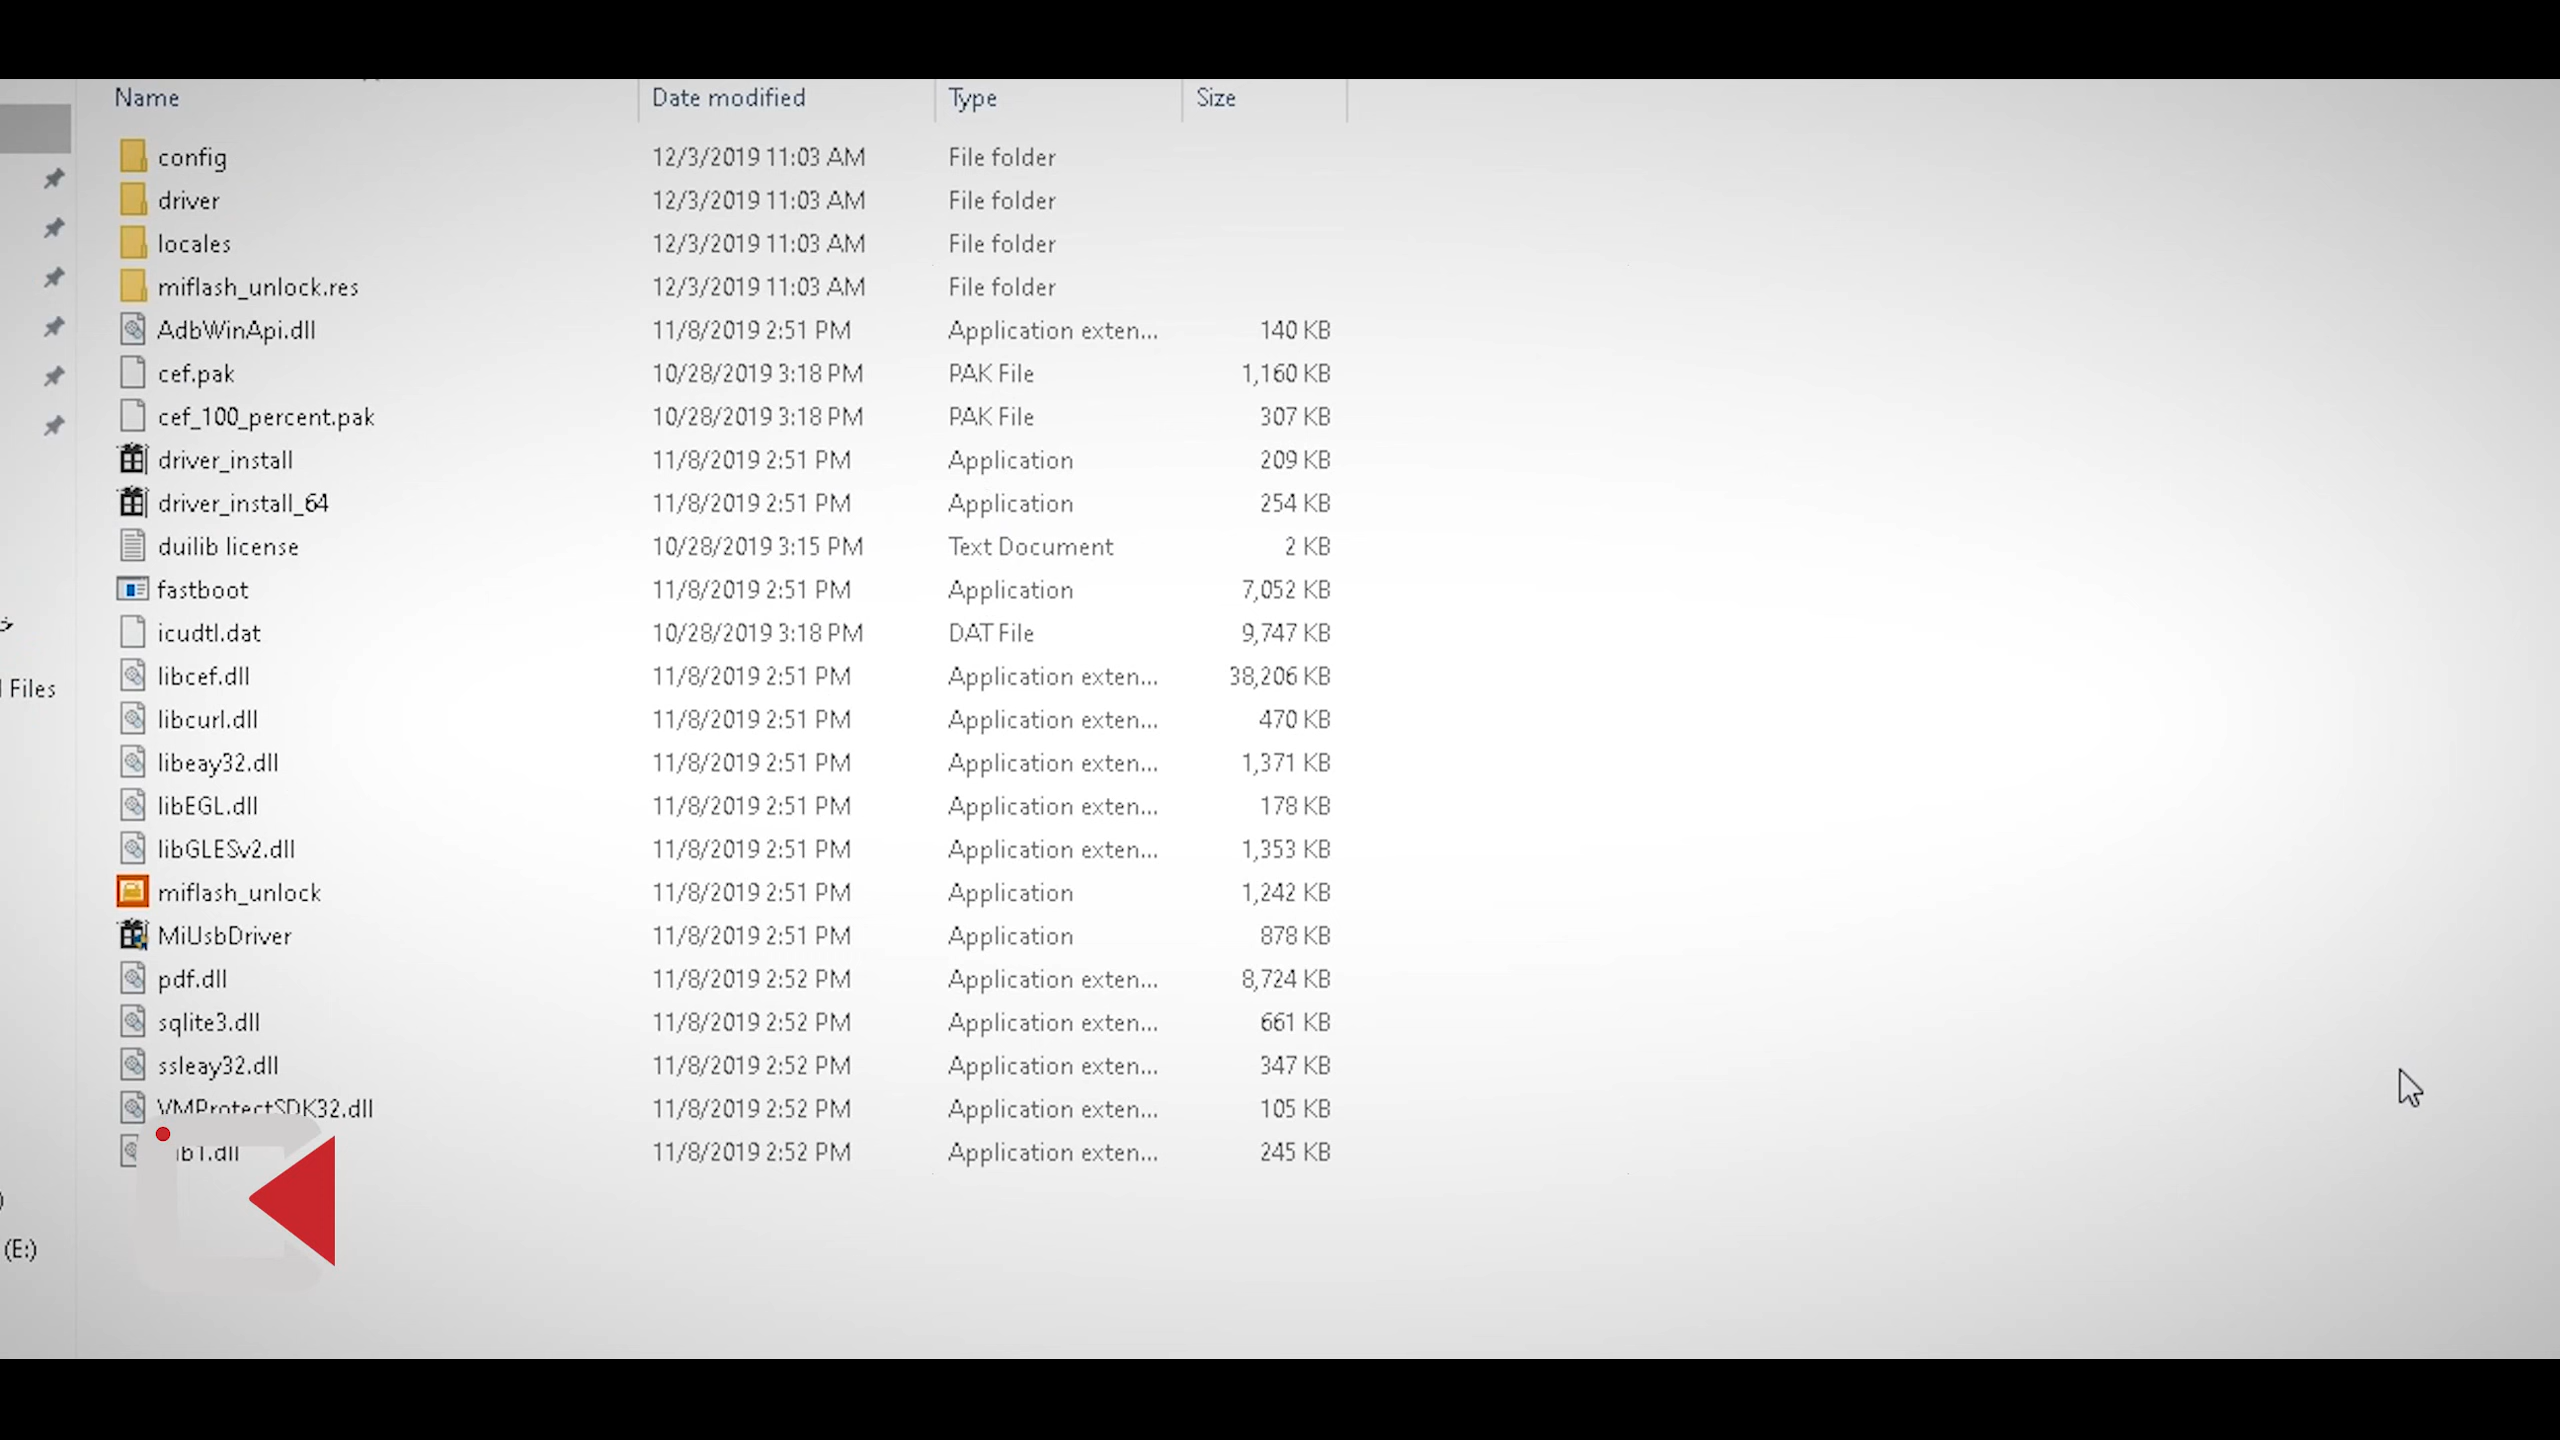 Name Date modified Type Size
config 12/3/2019 11:03 AM File folder
driver 12/3/2019 11:03 AM File folder
locales 12/3/2019 11:03 AM File folder
miflash_unlock.res 12/3/2019 11:03 AM File folder
AdbWinApi.dll 11/8/2019 2:51 PM Application exten... 140 KB
cef.pak 10/28/2019 3:18 PM PAK File 1,160 KB
cef_100_percent.pak 10/28/2019 3:18 PM PAK File 307 KB
driver_install 11/8/2019 2:51 PM Application 209 KB
driver_install_64 11/8/2019 2:51 PM Application 254 KB
duilib license 10/28/2019 3:15 PM Text Document 2 KB
fastboot 11/8/2019 2:51 PM Application 7,052 KB
icudtl.dat 10/28/2019 3:18 PM DAT File 9,747 KB
libcef.dll 11/8/2019 2:51 PM Application exten... 38,206 KB
Files
libcurl.dll 11/8/2019 2:51 PM Application exten... 470 KB
libeay32.dll 11/8/2019 2:51 PM Application exten... 1,371 KB
libEGL.dll 11/8/2019 2:51 PM Application exten... 178 KB
libGLESv2.dll 11/8/2019 2:51 PM Application exten... 1,353 KB
miflash_unlock 11/8/2019 2:51 PM Application 1,242 KB
MiUsbDriver 11/8/2019 2:51 PM Application 878 KB
pdf.dll 11/8/2019 2:52 PM Application exten... 8,724 KB
sqlite3.dll 11/8/2019 2:52 PM Application exten... 661 KB
ssleay32.dll 11/8/2019 2:52 PM Application exten... 347 KB
VMProtectSDK32.dll 11/8/2019 2:52 PM Application exten... 105 KB
11/8/2019 2:52 PM Application exten... 245 KB
(E:)